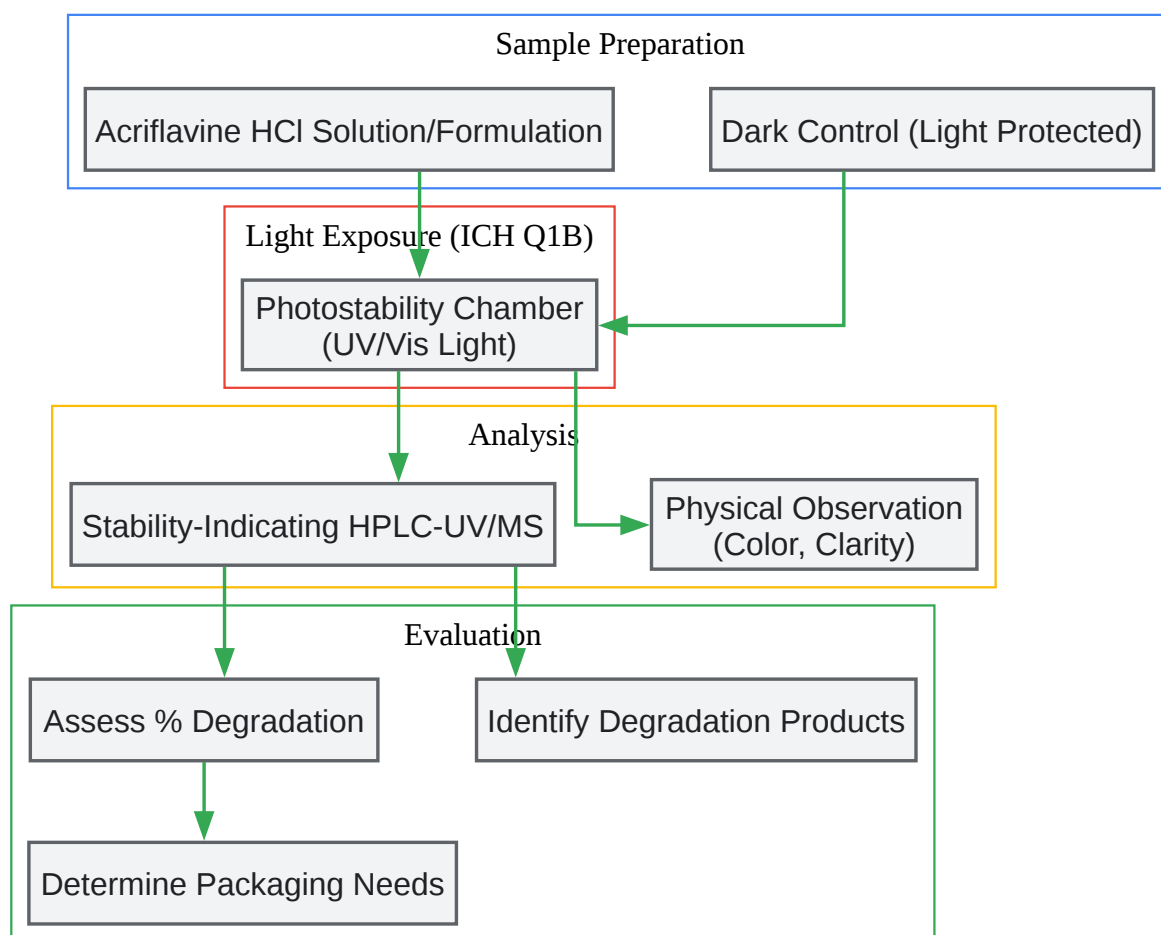 Sample Preparation
Acriflavine HCl Solution/Formulation
Dark Control (Light Protected)
Light Exposure (ICH Q1B)
Photostability Chamber
(UV/Vis Light)
Analysis
Stability-Indicating HPLC-UV/MS
Physical Observation
(Color, Clarity)
Evaluation
Assess % Degradation
Identify Degradation Products
Determine Packaging Needs